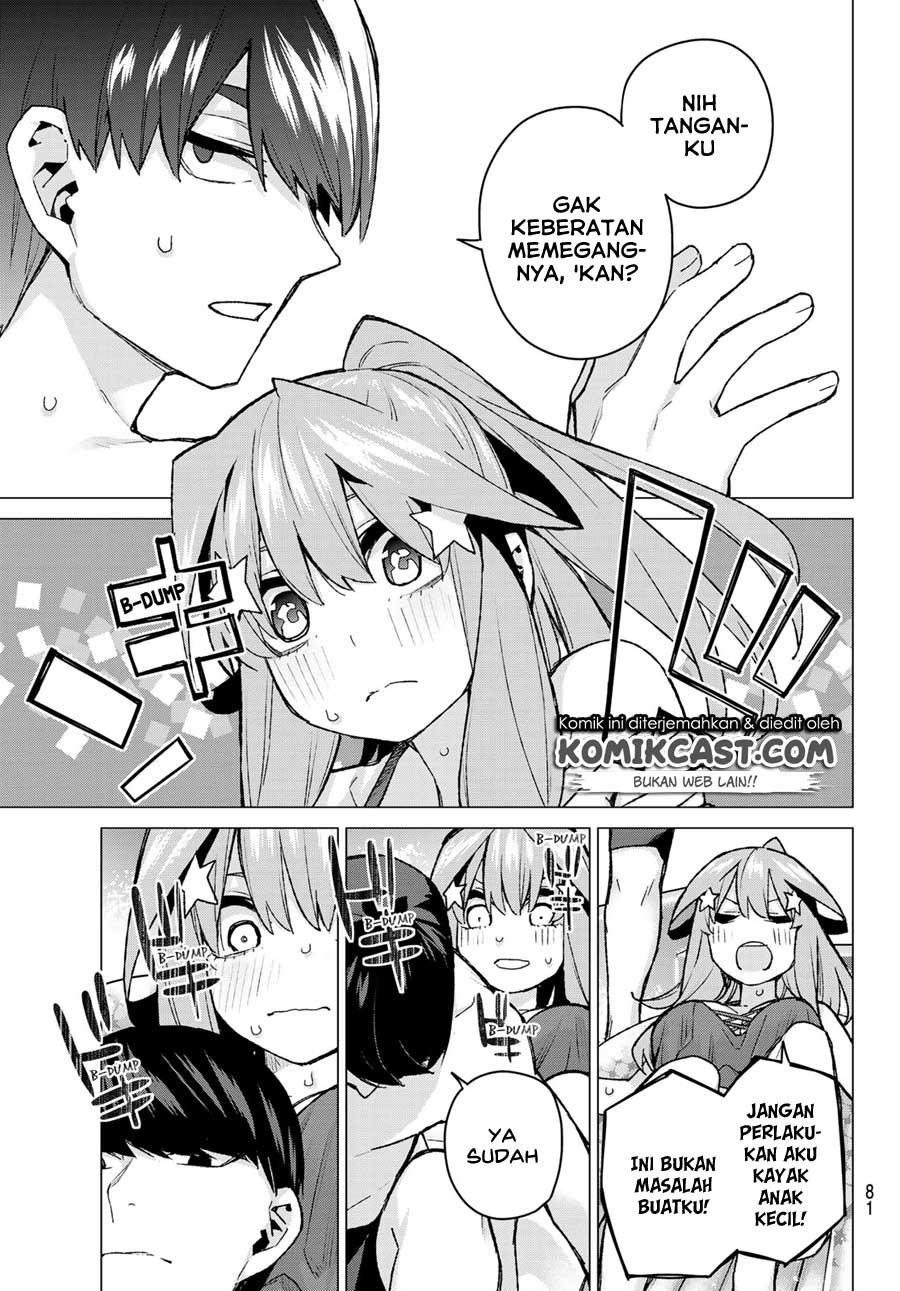 NIH
TANGAN-
KU
GAK
KEBERATAN
MEMEGANG-
NYA, 'KAN?
B-DUMP
Komik ini diterjemahkan & diedit oleh
KOMIKCAST.COM
BUKAN WEB LAIN!!
JANGAN
PERLAKU-
KAN AKU
KAYAK
ANAK
KECIL!
INI BUKAN
MASALAH
BUATKU!
B-DUMP
B-DUMP
B-DUMP
YA
SUDAH
B-DUMP
B-DUMP
81